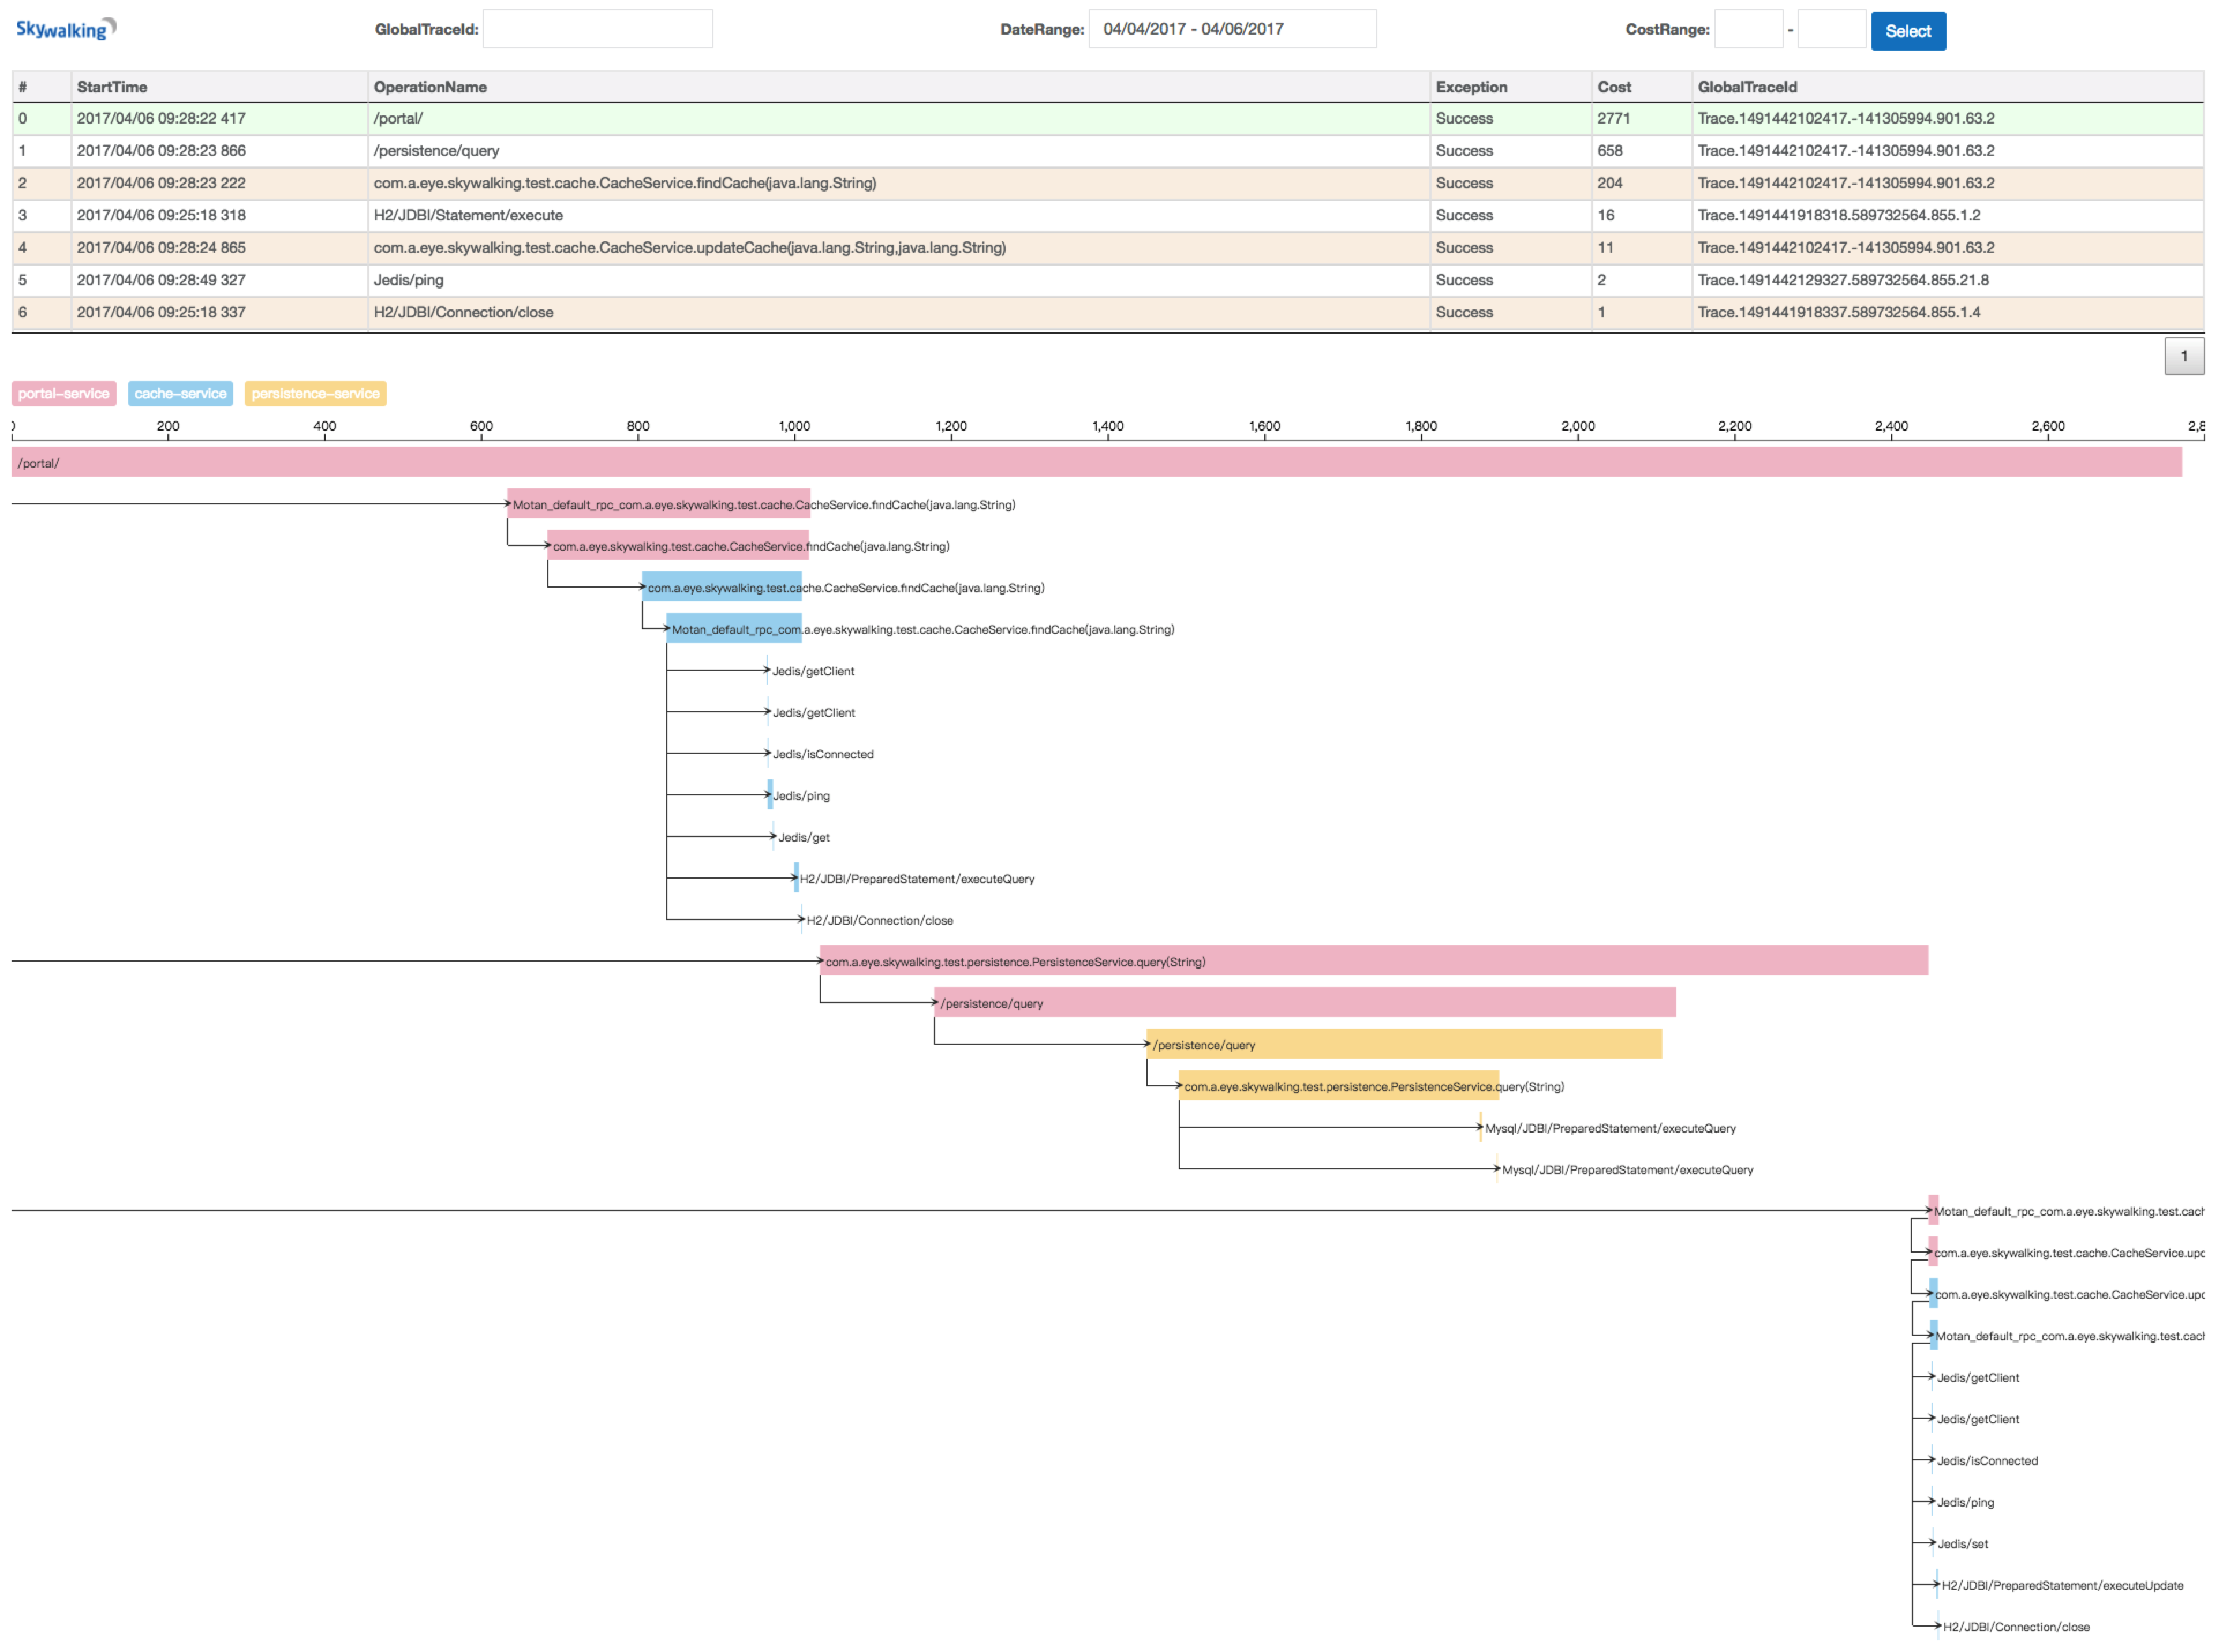 Skywalking GlobalTraceId: DateRange: 04/04/2017 - 04/06/2017 CostRange: - Select
# StartTime OperationName Exception Cost GlobalTraceId
0 2017/04/06 09:28:22 417 /portal/ Success 2771 Trace.1491442102417.-141305994.901.63.2
1 2017/04/06 09:28:23 866 /persistence/query Success 658 Trace.1491442102417.-141305994.901.63.2
2 2017/04/06 09:28:23 222 com.a.eye.skywalking.test.cache.CacheService.findCache(java.lang.String) Success 204 Trace.1491442102417.-141305994.901.63.2
3 2017/04/06 09:25:18 318 H2/JDBI/Statement/execute Success 16 Trace.1491441918318.589732564.855.1.2
4 2017/04/06 09:28:24 865 com.a.eye.skywalking.test.cache.CacheService.updateCache(java.lang.String,java.lang.String) Success 11 Trace.1491442102417.-141305994.901.63.2
5 2017/04/06 09:28:49 327 Jedis/ping Success 2 Trace.1491442129327.589732564.855.21.8
6 2017/04/06 09:25:18 337 H2/JDBI/Connection/close Success 1 Trace.1491441918337.589732564.855.1.4
1
portal-service cache-service persistence-service
0 200 400 600 800 1,000 1,200 1,400 1,600 1,800 2,000 2,200 2,400 2,600 2,8
/portal/
Motan_default_rpc_com.a.eye.skywalking.test.cache.CacheService.findCache(java.lang.String)
com.a.eye.skywalking.test.cache.CacheService.findCache(java.lang.String)
com.a.eye.skywalking.test.cache.CacheService.findCache(java.lang.String)
Motan_default_rpc_com.a.eye.skywalking.test.cache.CacheService.findCache(java.lang.String)
Jedis/getClient
Jedis/getClient
Jedis/isConnected
Jedis/ping
Jedis/get
H2/JDBI/PreparedStatement/executeQuery
H2/JDBI/Connection/close
com.a.eye.skywalking.test.persistence.PersistenceService.query(String)
/persistence/query
/persistence/query
com.a.eye.skywalking.test.persistence.PersistenceService.query(String)
Mysql/JDBI/PreparedStatement/executeQuery
Mysql/JDBI/PreparedStatement/executeQuery
Motan_default_rpc_com.a.eye.skywalking.test.cach
com.a.eye.skywalking.test.cache.CacheService.upd
com.a.eye.skywalking.test.cache.CacheService.upd
Motan_default_rpc_com.a.eye.skywalking.test.cach
Jedis/getClient
Jedis/getClient
Jedis/isConnected
Jedis/ping
Jedis/set
H2/JDBI/PreparedStatement/executeUpdate
H2/JDBI/Connection/close